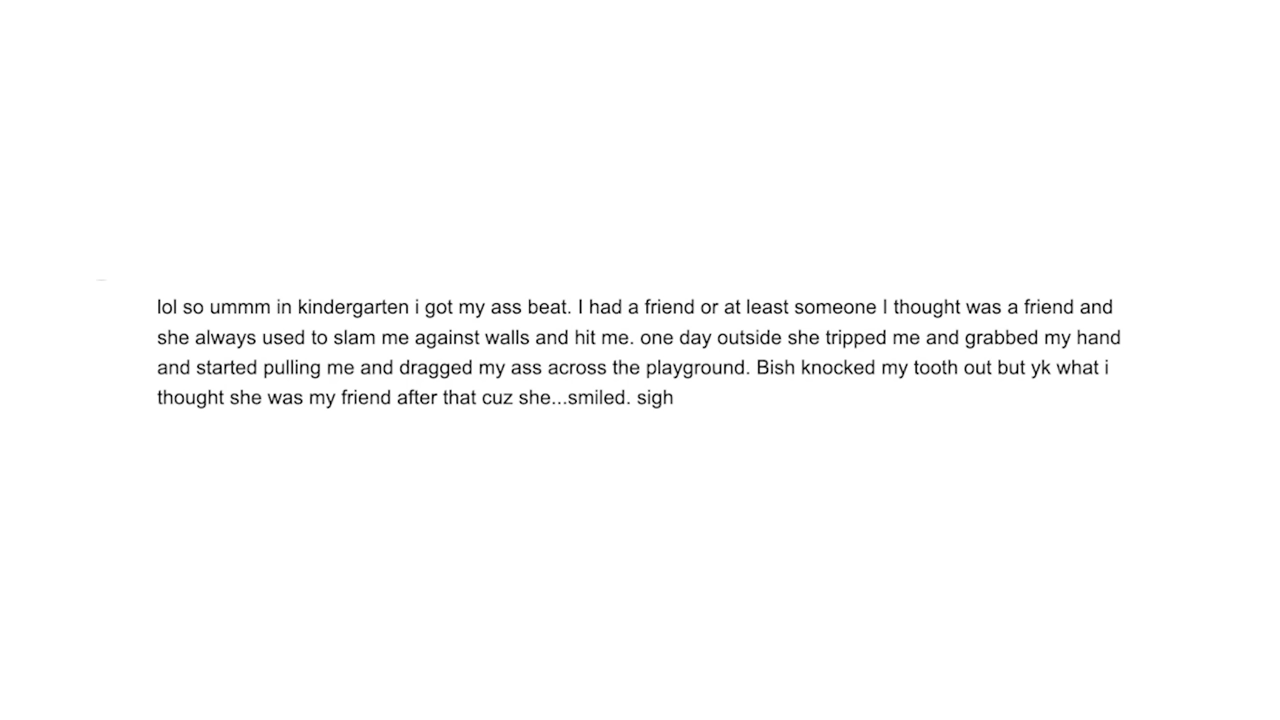 lol so ummm in kindergarten i got my ass beat. I had a friend or at least someone I thought was a friend and
she always used to slam me against walls and hit me. one day outside she tripped me and grabbed my hand
and started pulling me and dragged my ass across the playground. Bish knocked my tooth out but yk what i
thought she was my friend after that cuz she...smiled. sigh